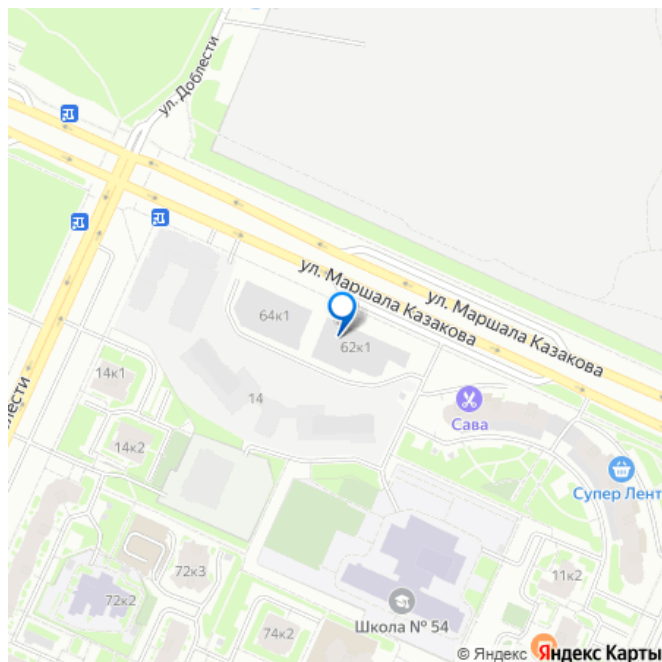 ул. Доблести
ул. Маршала Казакова
ул. Маршала Казакова
64к1
62к1
14к1
14
Сава
лести
14к2
Супер Лент
72к3
11к2
72к2
Школа № 54
74к2
© Яндекс Яндекс Карты